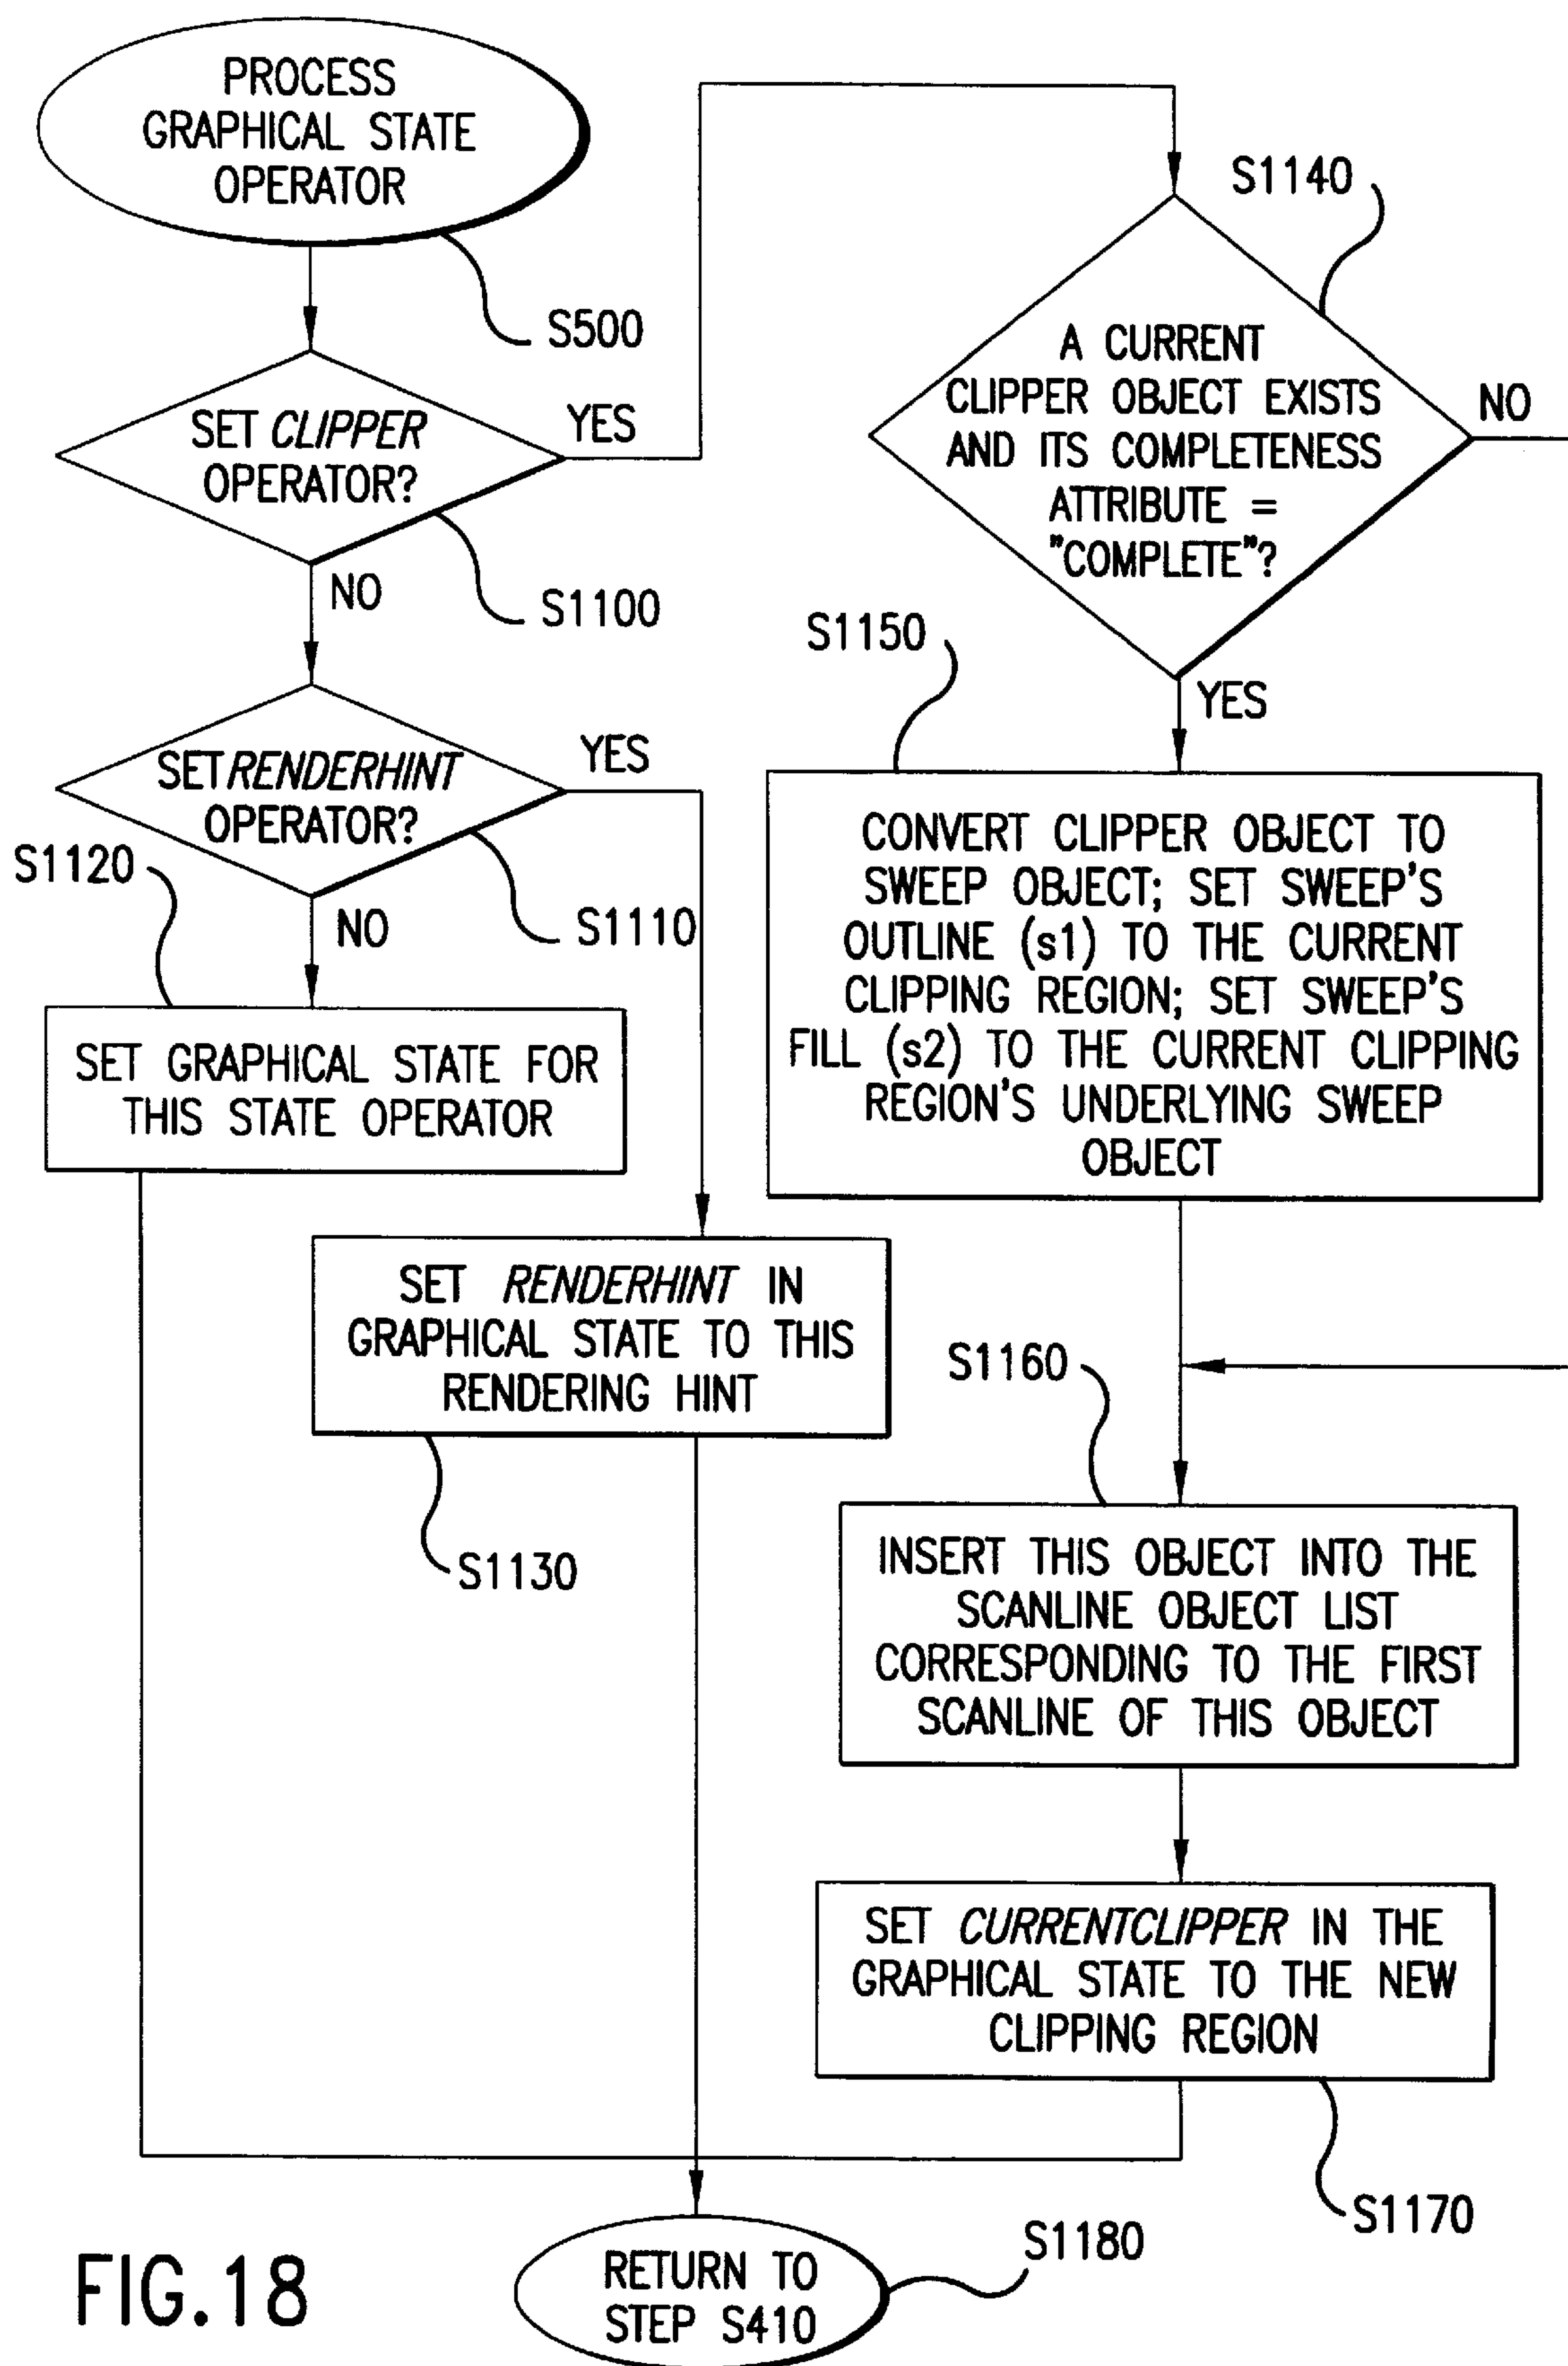 PROCESS
GRAPHICAL STATE
OPERATOR
S500
SET CLIPPER
OPERATOR?
YES
NO
S1100
SET RENDERHINT
OPERATOR?
YES
NO
S1110
S1120
SET GRAPHICAL STATE FOR
THIS STATE OPERATOR
SET RENDERHINT IN
GRAPHICAL STATE TO THIS
RENDERING HINT
S1130
S1140
A CURRENT
CLIPPER OBJECT EXISTS
AND ITS COMPLETENESS
ATTRIBUTE =
"COMPLETE"?
NO
YES
S1150
CONVERT CLIPPER OBJECT TO
SWEEP OBJECT; SET SWEEP'S
OUTLINE (s1) TO THE CURRENT
CLIPPING REGION; SET SWEEP'S
FILL (s2) TO THE CURRENT CLIPPING
REGION'S UNDERLYING SWEEP
OBJECT
S1160
INSERT THIS OBJECT INTO THE
SCANLINE OBJECT LIST
CORRESPONDING TO THE FIRST
SCANLINE OF THIS OBJECT
SET CURRENTCLIPPER IN THE
GRAPHICAL STATE TO THE NEW
CLIPPING REGION
S1170
RETURN TO
STEP S410
S1180
FIG.18